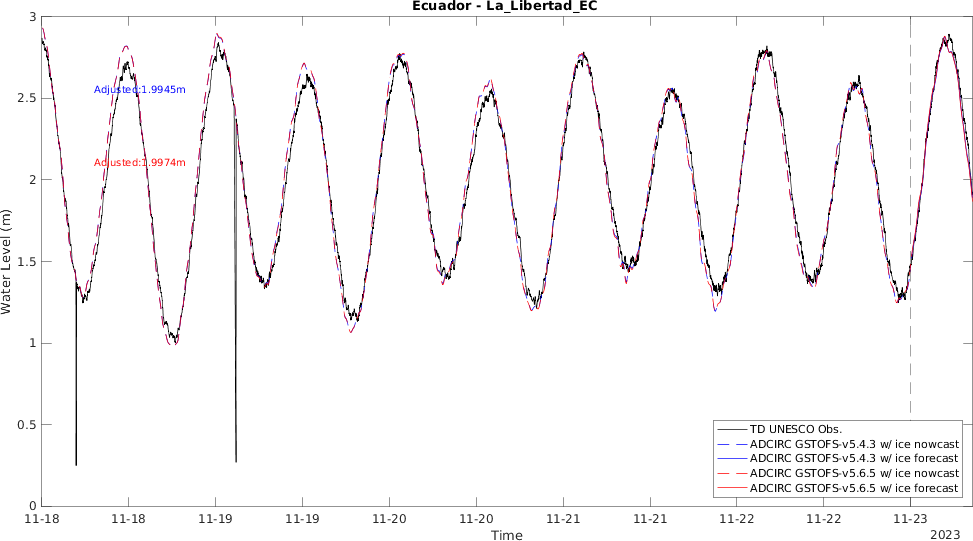 Ecuador - La_Libertad_EC
3
2.5
2
1.5
1
0.5
0
Water Level (m)
Adjusted:1.9945m
Adjusted:1.9974m
TD UNESCO Obs.
ADCIRC GSTOFS-v5.4.3 w/ ice nowcast
ADCIRC GSTOFS-v5.4.3 w/ ice forecast
ADCIRC GSTOFS-v5.6.5 w/ ice nowcast
ADCIRC GSTOFS-v5.6.5 w/ ice forecast
11-18 11-18 11-19 11-19 11-20 11-20 11-21 11-21 11-22 11-22 11-23
Time
2023